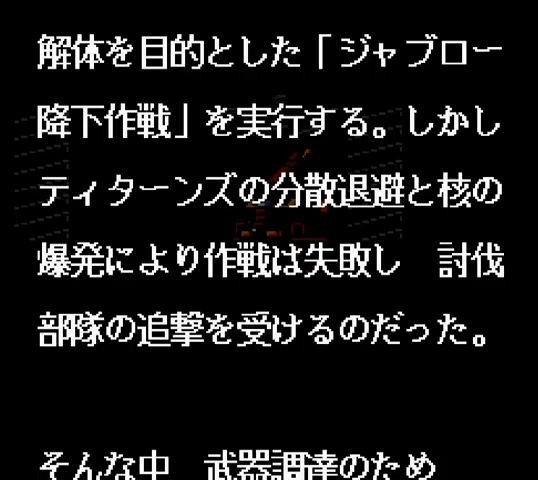 解体を目的とした「ジャブロー
降下作戦」を実行する。しかし
ティターンズの分散退避と核の
爆発により作戦は失敗し　討伐
部隊の追撃を受けるのだった。
そんな中　武器調達のため